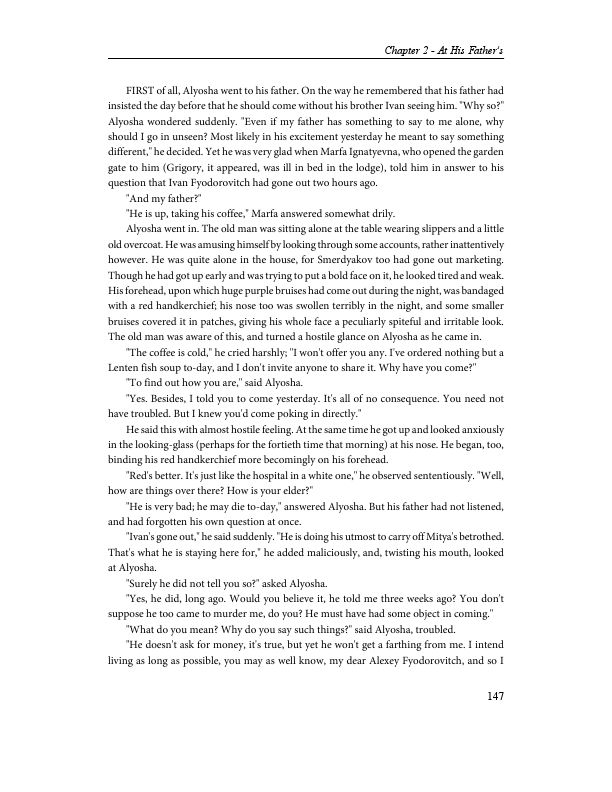 Chapter 2 - At His Father's
FIRST of all, Alyosha went to his father. On the way he remembered that his father had
insisted the day before that he should come without his brother Ivan seeing him. "Why so?"
Alyosha wondered suddenly. "Even if my father has something to say to me alone, why
should I go in unseen? Most likely in his excitement yesterday he meant to say something
different," he decided. Yet he was very glad when Marfa Ignatyevna, who opened the garden
gate to him (Grigory, it appeared, was ill in bed in the lodge), told him in answer to his
question that Ivan Fyodorovitch had gone out two hours ago.
"And my father?"
"He is up, taking his coffee," Marfa answered somewhat drily.
Alyosha went in. The old man was sitting alone at the table wearing slippers and a little
old overcoat. He was amusing himself by looking through some accounts, rather inattentively
however. He was quite alone in the house, for Smerdyakov too had gone out marketing.
Though he had got up early and was trying to put a bold face on it, he looked tired and weak.
His forehead, upon which huge purple bruises had come out during the night, was bandaged
with a red handkerchief; his nose too was swollen terribly in the night, and some smaller
bruises covered it in patches, giving his whole face a peculiarly spiteful and irritable look.
The old man was aware of this, and turned a hostile glance on Alyosha as he came in.
"The coffee is cold," he cried harshly; "I won't offer you any. I've ordered nothing but a
Lenten fish soup to-day, and I don't invite anyone to share it. Why have you come?"
"To find out how you are," said Alyosha.
"Yes. Besides, I told you to come yesterday. It's all of no consequence. You need not
have troubled. But I knew you'd come poking in directly."
He said this with almost hostile feeling. At the same time he got up and looked anxiously
in the looking-glass (perhaps for the fortieth time that morning) at his nose. He began, too,
binding his red handkerchief more becomingly on his forehead.
"Red's better. It's just like the hospital in a white one," he observed sententiously. "Well,
how are things over there? How is your elder?"
"He is very bad; he may die to-day," answered Alyosha. But his father had not listened,
and had forgotten his own question at once.
"Ivan's gone out," he said suddenly. "He is doing his utmost to carry off Mitya's betrothed.
That's what he is staying here for," he added maliciously, and, twisting his mouth, looked
at Alyosha.
"Surely he did not tell you so?" asked Alyosha.
"Yes, he did, long ago. Would you believe it, he told me three weeks ago? You don't
suppose he too came to murder me, do you? He must have had some object in coming."
"What do you mean? Why do you say such things?" said Alyosha, troubled.
"He doesn't ask for money, it's true, but yet he won't get a farthing from me. I intend
living as long as possible, you may as well know, my dear Alexey Fyodorovitch, and so I
147